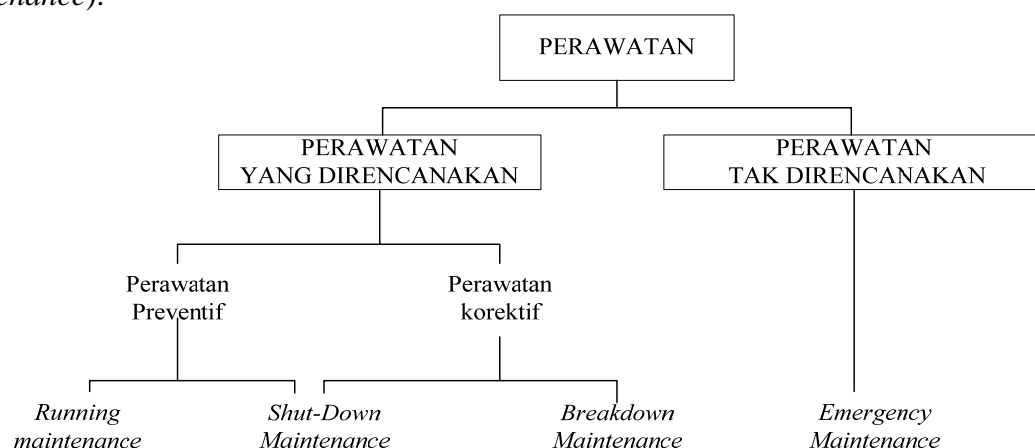 enance).
PERAWATAN
PERAWATAN
YANG DIRENCANAKAN
PERAWATAN
TAK DIRENCANAKAN
Perawatan
Preventif
Perawatan
korektif
Running
maintenance
Shut-Down
Maintenance
Breakdown
Maintenance
Emergency
Maintenance